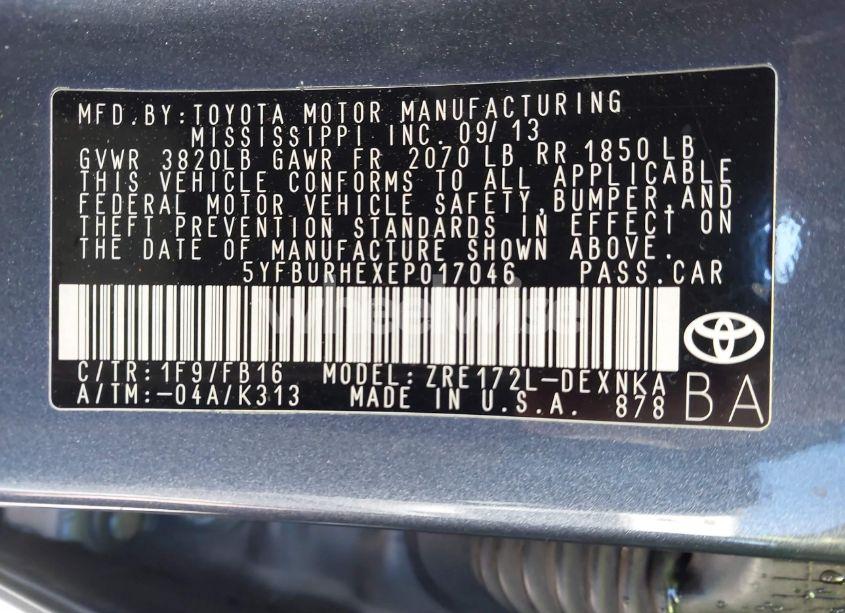 MFD.BY:TOYOTA MOTOR MANUFACTURING
MISSISSIPPI INC. 09/13
GVWR 3820LB GAWR FR 2070 LB RR 1850 LB
THIS VEHICLE CONFORMS TO ALL APPLICABLE
FEDERAL MOTOR VEHICLE SAFETY,BUMPER,AND
THEFT PREVENTION STANDARDS IN EFFECT ON
THE DATE OF MANUFACTURE SHOWN ABOVE.
5YFBURHEXEP017046 PASS.CAR
wheelwise
C/TR:1F9/FB16 MODEL:ZRE172L-DEXNKA
A/TM:-04A/K313 MADE IN U.S.A. 878 BA